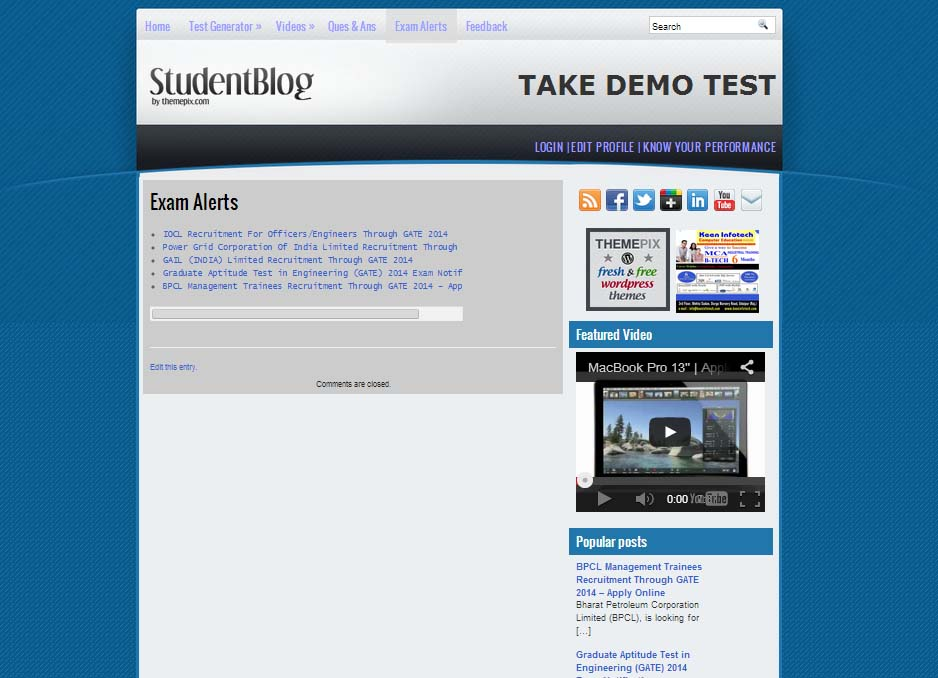 Home Test Generator » Videos » Ques & Ans Exam Alerts Feedback Search
StudentBlog
by themepix.com
TAKE DEMO TEST
LOGIN | EDIT PROFILE | KNOW YOUR PERFORMANCE
Exam Alerts
IOCL Recruitment For Officers/Engineers Through GATE 2014
Power Grid Corporation Of India Limited Recruitment Through
GAIL (INDIA) Limited Recruitment Through GATE 2014
Graduate Aptitude Test in Engineering (GATE) 2014 Exam Notif
BPCL Management Trainees Recruitment Through GATE 2014 – App
Edit this entry.
Comments are closed.
You
Tube
in
THEMEPIX
fresh & free
wordpress
themes
Keen Infotech
Computer Education
MCA
B-TECH 6 Months
Featured Video
MacBook Pro 13" | App
0:00
YouTube
Popular posts
BPCL Management Trainees
Recruitment Through GATE
2014 – Apply Online
Bharat Petroleum Corporation
Limited (BPCL), is looking for
[…]
Graduate Aptitude Test in
Engineering (GATE) 2014